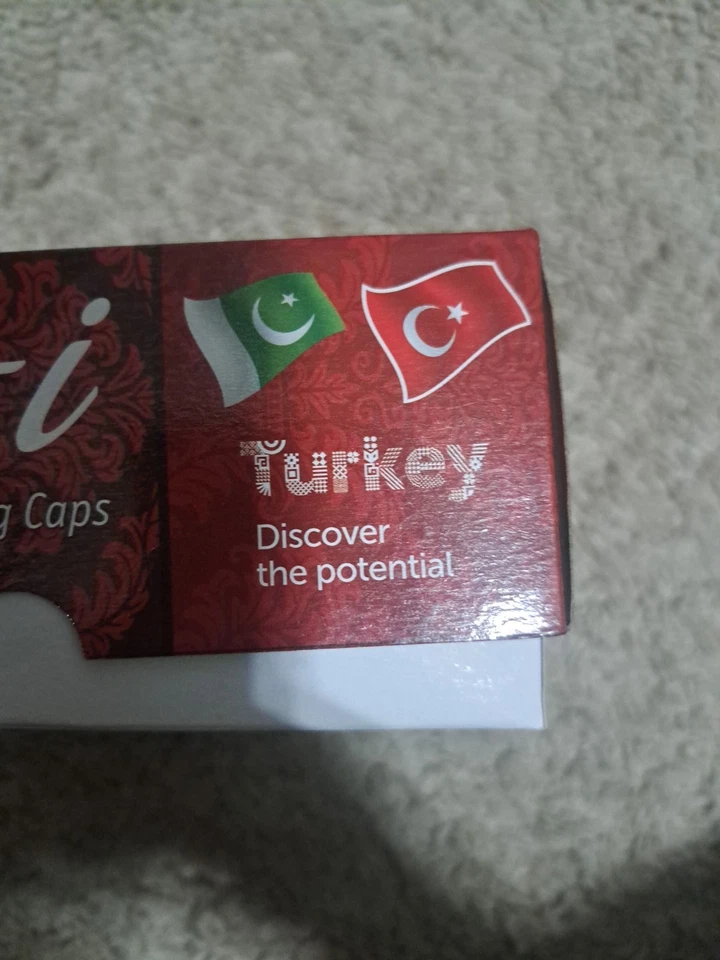 i
g Caps
Turkey
Discover
the potential